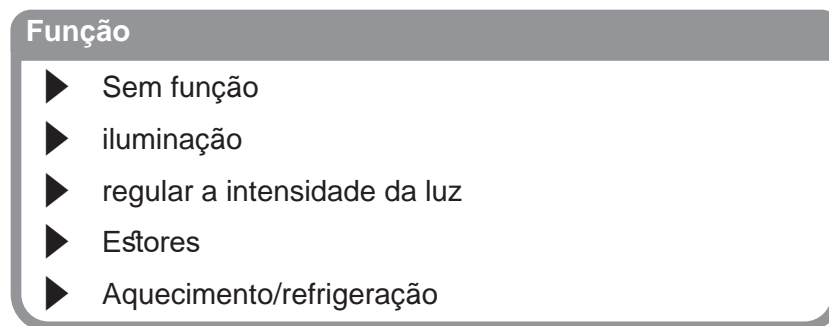 Função
Sem função
iluminação
regular a intensidade da luz
Estores
Aquecimento/refrigeração